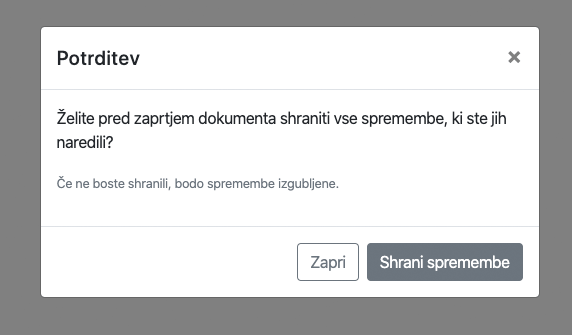 Potrditev ×
Želite pred zaprtjem dokumenta shraniti vse spremembe, ki ste jih
naredili?
Če ne boste shranili, bodo spremembe izgubljene.
Zapri Shrani spremembe